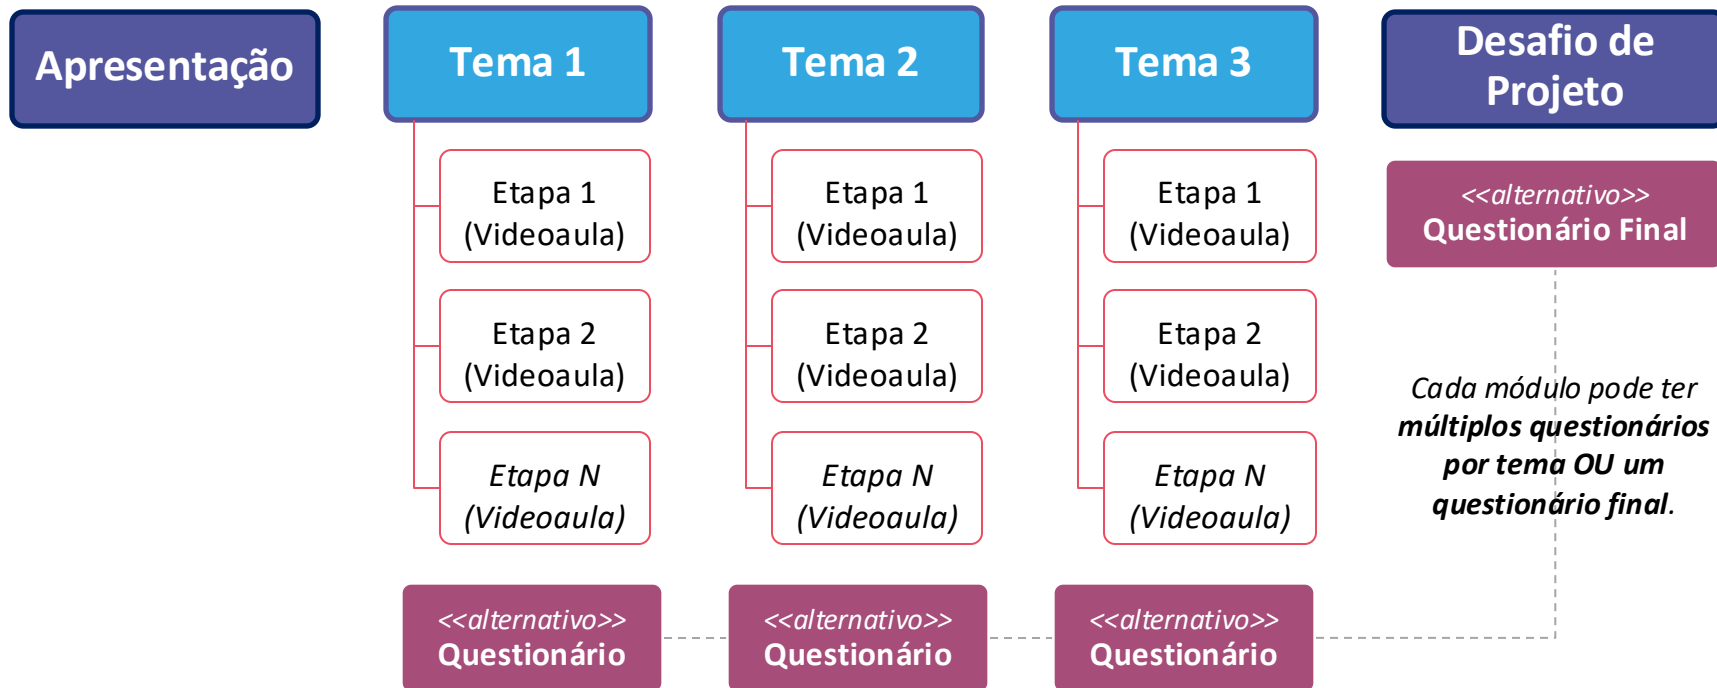 Apresentação
Tema 1
Etapa 1
(Videoaula)
Etapa 2
(Videoaula)
Etapa N
(Videoaula)
<<alternativo>>
Questionário
Tema 2
Etapa 1
(Videoaula)
Etapa 2
(Videoaula)
Etapa N
(Videoaula)
<<alternativo>>
Questionário
Tema 3
Etapa 1
(Videoaula)
Etapa 2
(Videoaula)
Etapa N
(Videoaula)
<<alternativo>>
Questionário
Desafio de
Projeto
<<alternativo>>
Questionário Final
Cada módulo pode ter
múltiplos questionários
por tema OU um
questionário final.